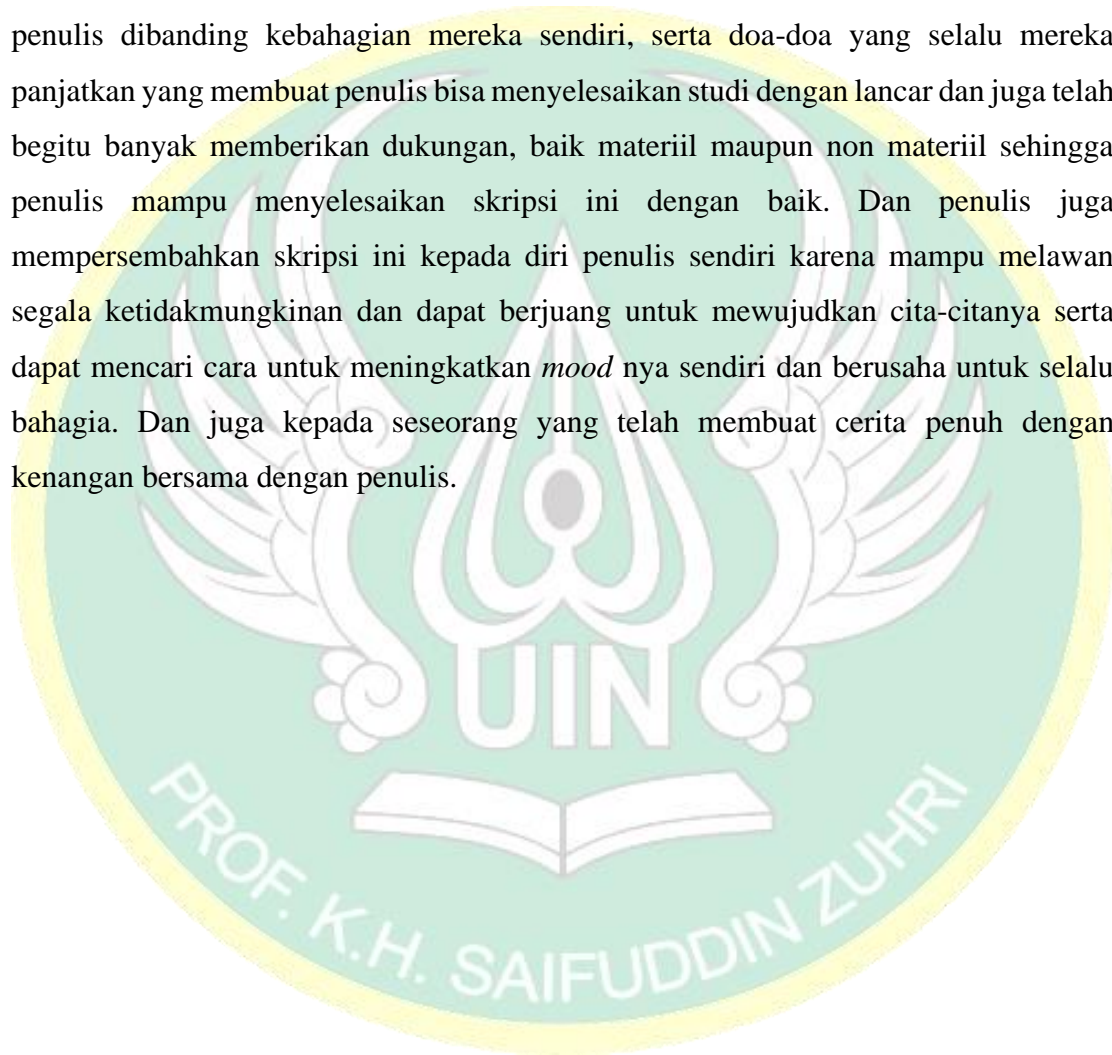 penulis dibanding kebahagian mereka sendiri, serta doa-doa yang selalu mereka
panjatkan yang membuat penulis bisa menyelesaikan studi dengan lancar dan juga telah
begitu banyak memberikan dukungan, baik materiil maupun non materiil sehingga
penulis mampu menyelesaikan skripsi ini dengan baik. Dan penulis juga
mempersembahkan skripsi ini kepada diri penulis sendiri karena mampu melawan
segala ketidakmungkinan dan dapat berjuang untuk mewujudkan cita-citanya serta
dapat mencari cara untuk meningkatkan mood nya sendiri dan berusaha untuk selalu
bahagia. Dan juga kepada seseorang yang telah membuat cerita penuh dengan
kenangan bersama dengan penulis.
UIN
PROF. K.H. SAIFUDDIN ZUHRI